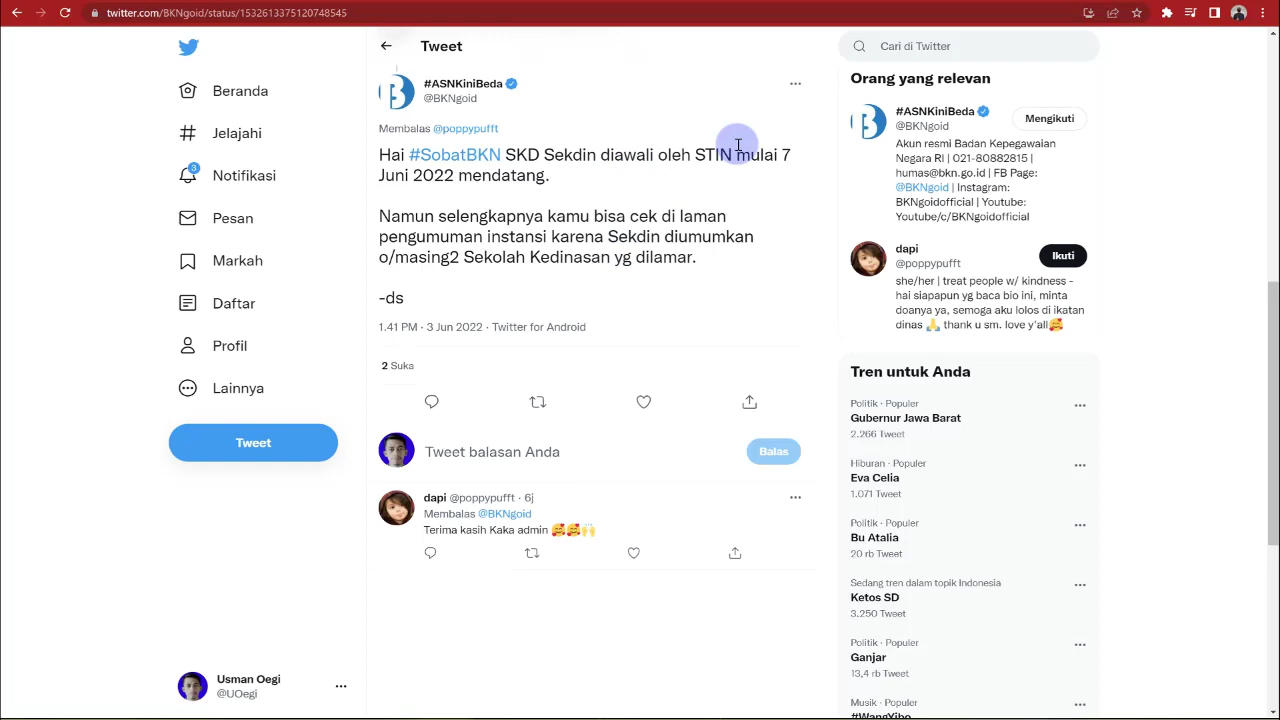 twitter.com/BKNgoid/status/1532613375120748545
Beranda
Jelajahi
3
Notifikasi
Pesan
Markah
Daftar
Profil
Lainnya
Tweet
Usman Oegi
@UOegi
Tweet
#ASNKiniBeda
@BKNgoid
Membalas @poppypufft
Hai #SobatBKN SKD Sekdin diawali oleh STIN mulai 7
Juni 2022 mendatang.
Namun selengkapnya kamu bisa cek di laman
pengumuman instansi karena Sekdin diumumkan
o/masing2 Sekolah Kedinasan yg dilamar.
-ds
1.41 PM · 3 Jun 2022 · Twitter for Android
2 Suka
Tweet balasan Anda
Balas
dapi @poppypufft · 6j
Membalas @BKNgoid
Terima kasih Kaka admin 🥰🥰🙌
Cari di Twitter
Orang yang relevan
#ASNKiniBeda
@BKNgoid
Mengikuti
Akun resmi Badan Kepegawaian
Negara RI | 021-80882815 |
humas@bkn.go.id | FB Page:
@BKNgoid | Instagram:
BKNgoidofficial | Youtube:
Youtube/c/BKNgoidofficial
dapi
@poppypufft
Ikuti
she/her | treat people w/ kindness -
hai siapapun yg baca bio ini, minta
doanya ya, semoga aku lolos di ikatan
dinas 🙏 thank u sm. love y'all🥰
Tren untuk Anda
Politik · Populer
Gubernur Jawa Barat
2.266 Tweet
Hiburan · Populer
Eva Celia
1.071 Tweet
Politik · Populer
Bu Atalia
20 rb Tweet
Sedang tren dalam topik Indonesia
Ketos SD
3.250 Tweet
Politik · Populer
Ganjar
13,4 rb Tweet
Musik · Populer
#WangYibo